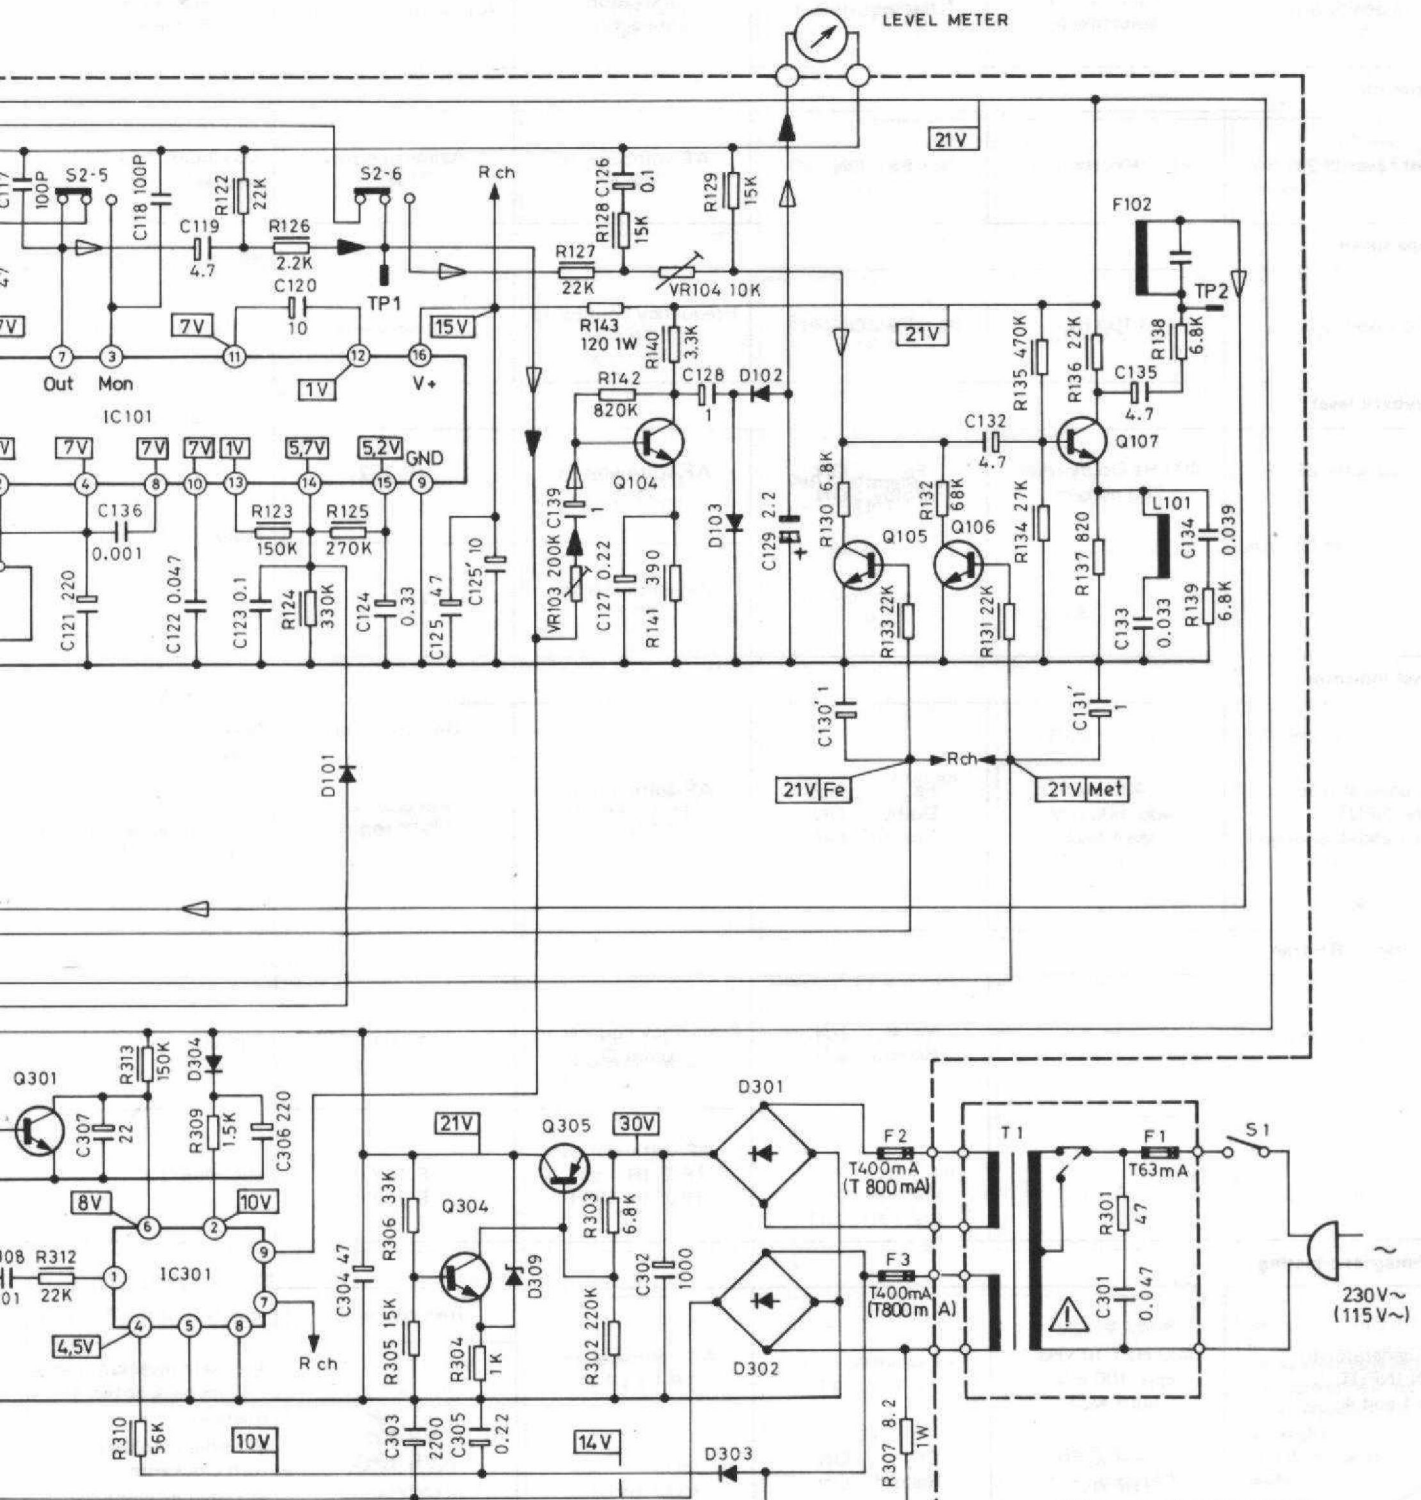 LEVEL METER
21V
C117
100P
S2-5
C118 100P
R122
22K
S2-6
R ch
R128 C126
0.1
15K
R129
15K
F102
C119
4.7
R126
2.2K
R127
22K
VR104 10K
TP1
TP2
C120
10
7V
7V
15V
R143
120 1W
R140
3.3K
21V
R135 470K
R136 22K
R138
6.8K
7
3
11
12
16
Out
Mon
1V
V+
R142
820K
C128
1
D102
C135
4.7
IC101
C132
4.7
Q107
7V
7V
7V
1V
5,7V
5,2V
GND
4
8
10
13
14
15
9
Q104
C139
1
VR103 200K
D103
C129 2.2
+
R130 6.8K
R132
68K
Q105
Q106
R134 27K
L101
C134
0.039
C136
0.001
R123
150K
R125
270K
C125' 10
C127 0.22
R141 390
R133 22K
R131 22K
R137 820
C133
0.033
R139
6.8K
C121 220
C122 0.047
C123 0.1
R124
330K
C124
0.33
C125 47
C130' 1
C131'
1
R ch
21V Fe
21V Met
D101
Q301
C307
22
R313
150K
D304
R309
1.5K
C306 220
21V
Q305
30V
D301
F2
T400mA
(T 800mA)
T1
F1
T63mA
S1
8V
10V
6
2
9
1
7
4
5
8
IC301
R312
22K
4,5V
R ch
C304 47
R306 33K
Q304
D309
R303
6.8K
C302
1000
R305 15K
R304
1K
R302 220K
F3
T400mA
(T800mA)
D302
R301
47
C301
0.047
~
230V~
(115V~)
R310
56K
10V
C303
2200
C305
0.22
14V
D303
R307 8.2
1W